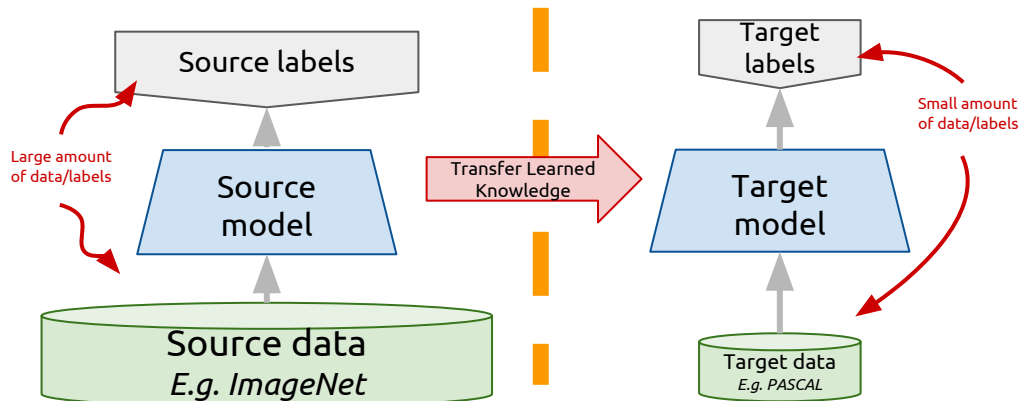 Source labels
Large amount
of data/labels
Source
model
Source data
E.g. ImageNet
Transfer Learned
Knowledge
Target
labels
Small amount
of data/labels
Target
model
Target data
E.g. PASCAL